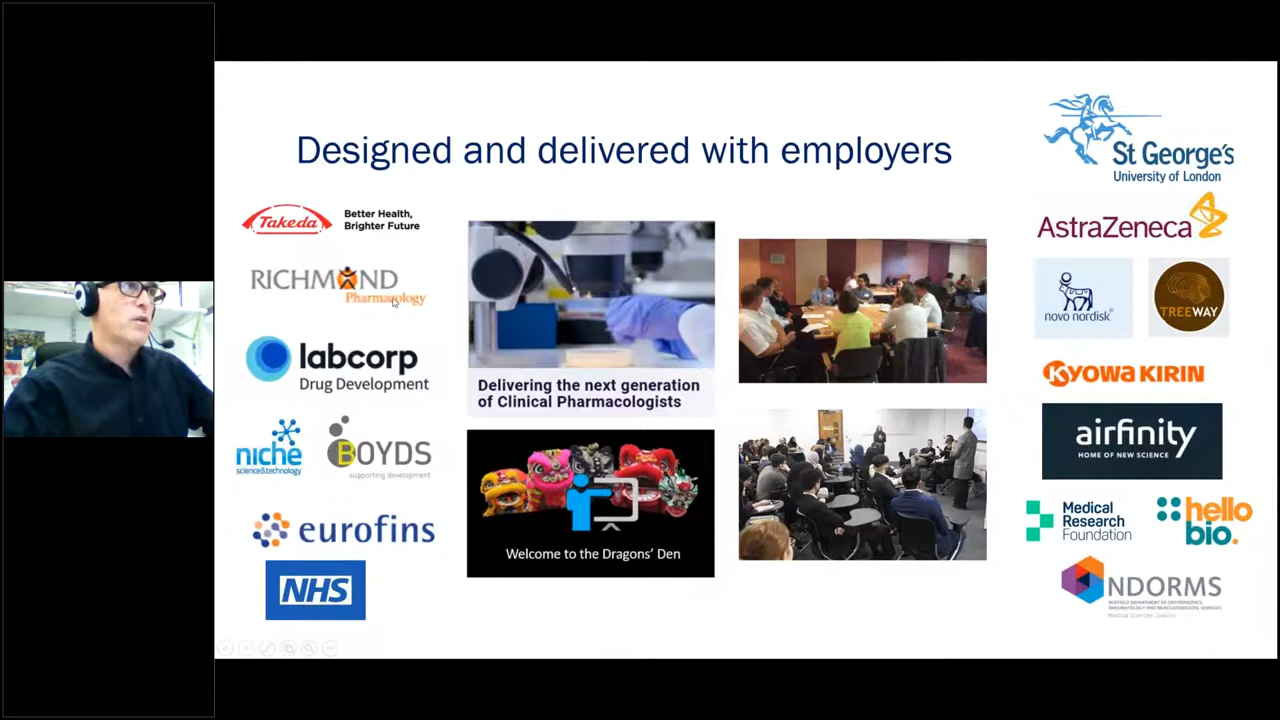 Designed and delivered with employers
St George's
University of London
Takeda
Better Health,
Brighter Future
RICHMOND
Pharmacology
labcorp
Drug Development
niche
science&technology
BOYDS
supporting development
eurofins
NHS
Delivering the next generation
of Clinical Pharmacologists
Welcome to the Dragons' Den
AstraZeneca
novo nordisk
TREEWAY
KYOWA KIRIN
airfinity
HOME OF NEW SCIENCE
Medical
Research
Foundation
hello
bio.
NDORMS